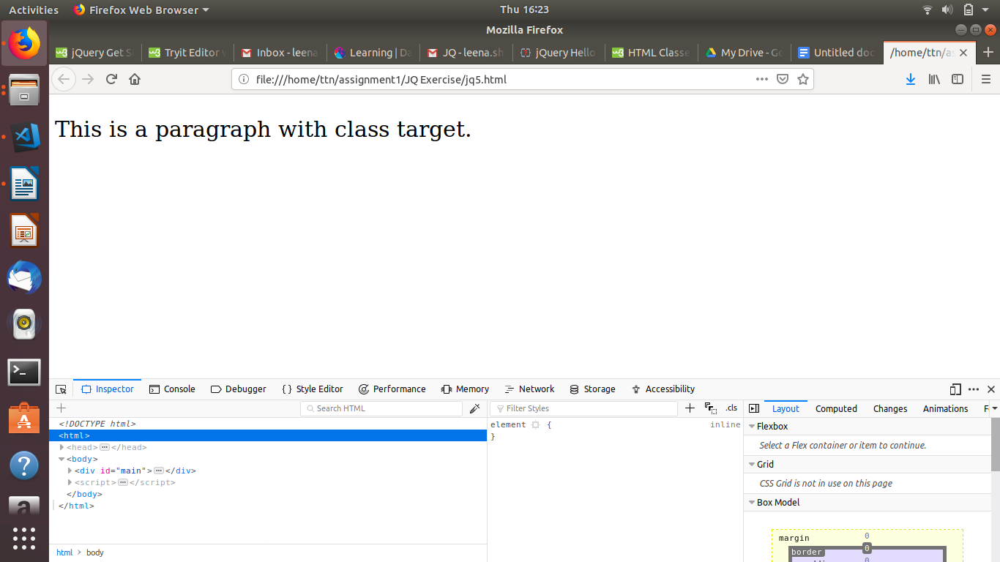 Activities Firefox Web Browser Thu 16:23
Mozilla Firefox
jQuery Get S Tryit Editor v Inbox - leena Learning | Da JQ - leena.sh jQuery Hello HTML Classe My Drive - Go Untitled doc /home/ttn/as
file:///home/ttn/assignment1/JQ Exercise/jq5.html
This is a paragraph with class target.
Inspector Console Debugger Style Editor Performance Memory Network Storage Accessibility
Search HTML Filter Styles .cls Layout Computed Changes Animations F
<!DOCTYPE html>
<html>
<head>…</head>
<body>
<div id="main">…</div>
<script>…</script>
</body>
</html>
html > body
element { inline
}
Flexbox
Select a Flex container or item to continue.
Grid
CSS Grid is not in use on this page
Box Model
margin 0
border 0
0